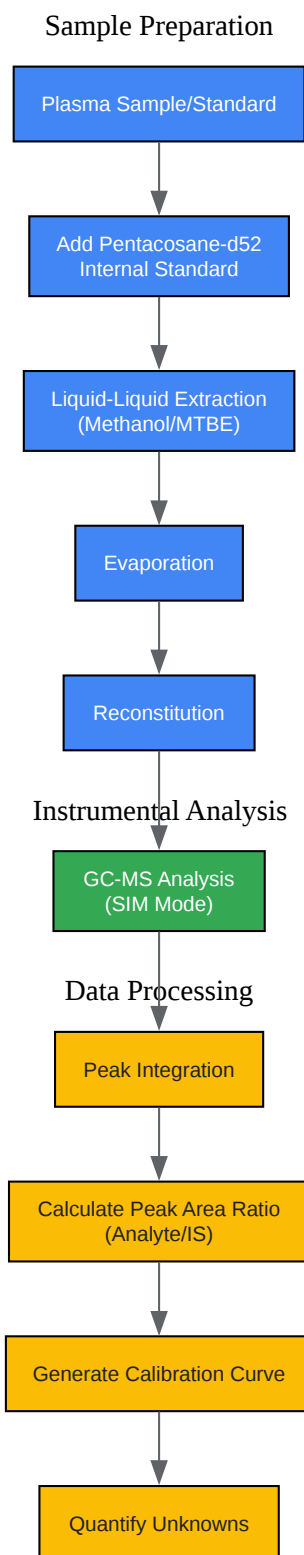 Sample Preparation
Plasma Sample/Standard
Add Pentacosane-d52
Internal Standard
Liquid-Liquid Extraction
(Methanol/MTBE)
Evaporation
Reconstitution
Instrumental Analysis
GC-MS Analysis
(SIM Mode)
Data Processing
Peak Integration
Calculate Peak Area Ratio
(Analyte/IS)
Generate Calibration Curve
Quantify Unknowns